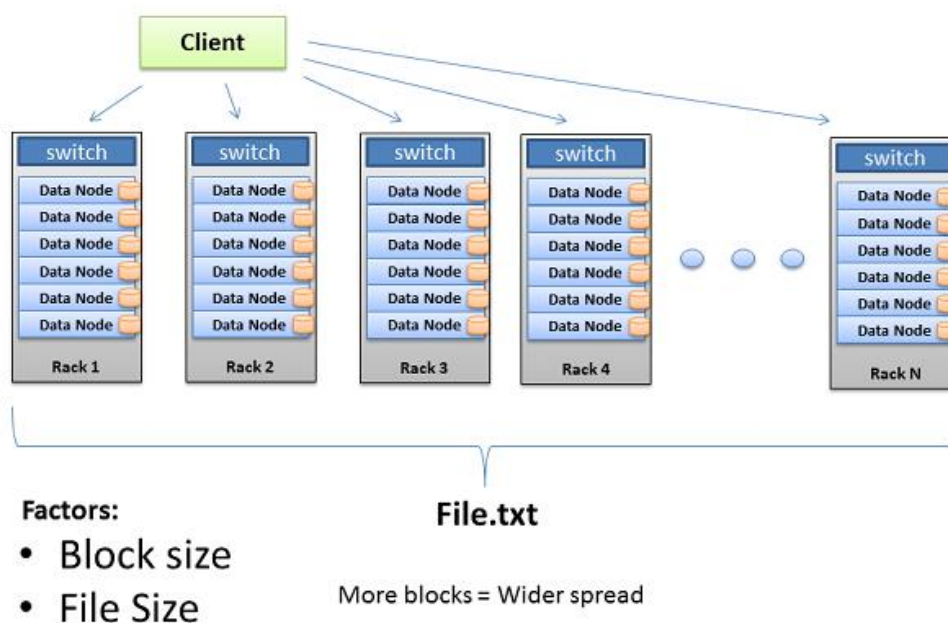 Client
switch switch switch switch switch
Data Node Data Node Data Node Data Node Data Node
Data Node Data Node Data Node Data Node Data Node
Data Node Data Node Data Node Data Node Data Node
Data Node Data Node Data Node Data Node Data Node
Data Node Data Node Data Node Data Node Data Node
Data Node Data Node Data Node Data Node Data Node
Rack 1 Rack 2 Rack 3 Rack 4 Rack N
Factors:
File.txt
• Block size
• File Size
More blocks = Wider spread